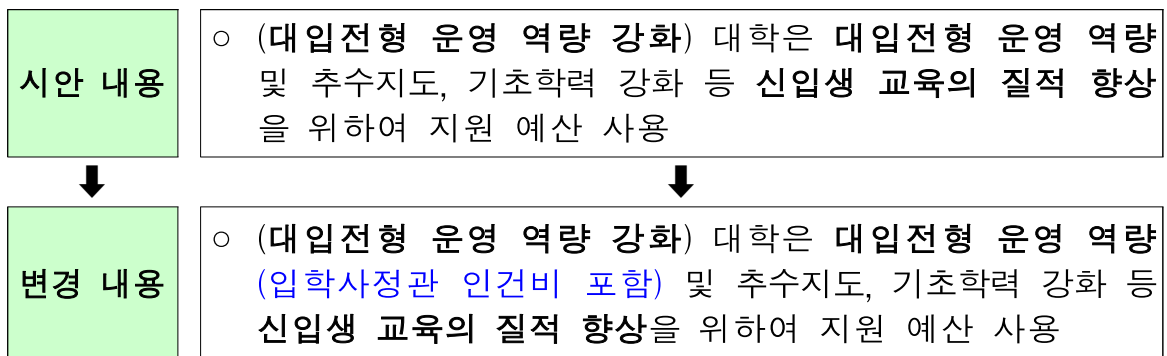 시안 내용
○ (대입전형 운영 역량 강화) 대학은 대입전형 운영 역량
및 추수지도, 기초학력 강화 등 신입생 교육의 질적 향상
을 위하여 지원 예산 사용
변경 내용
○ (대입전형 운영 역량 강화) 대학은 대입전형 운영 역량
(입학사정관 인건비 포함) 및 추수지도, 기초학력 강화 등
신입생 교육의 질적 향상을 위하여 지원 예산 사용